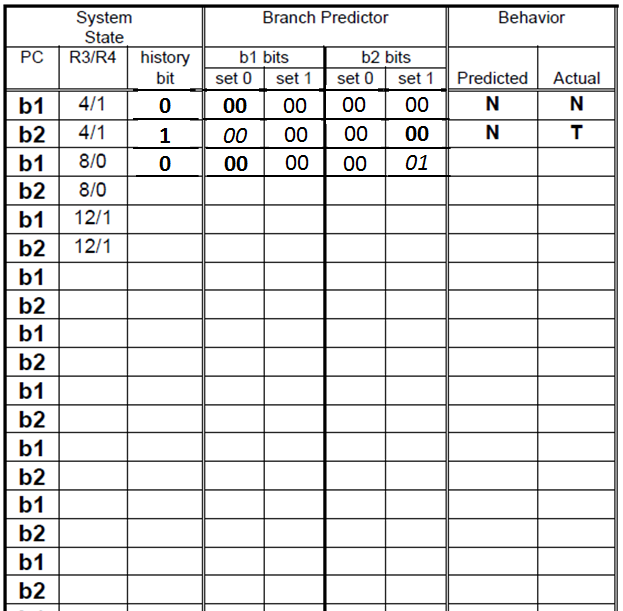 System State Branch Predictor Behavior
PC R3/R4 history bit b1 bits b2 bits
set 0 set 1 set 0 set 1 Predicted Actual
b1 4/1 0 00 00 00 00 N N
b2 4/1 1 00 00 00 00 N T
b1 8/0 0 00 00 00 01
b2 8/0
b1 12/1
b2 12/1
b1
b2
b1
b2
b1
b2
b1
b2
b1
b2
b1
b2